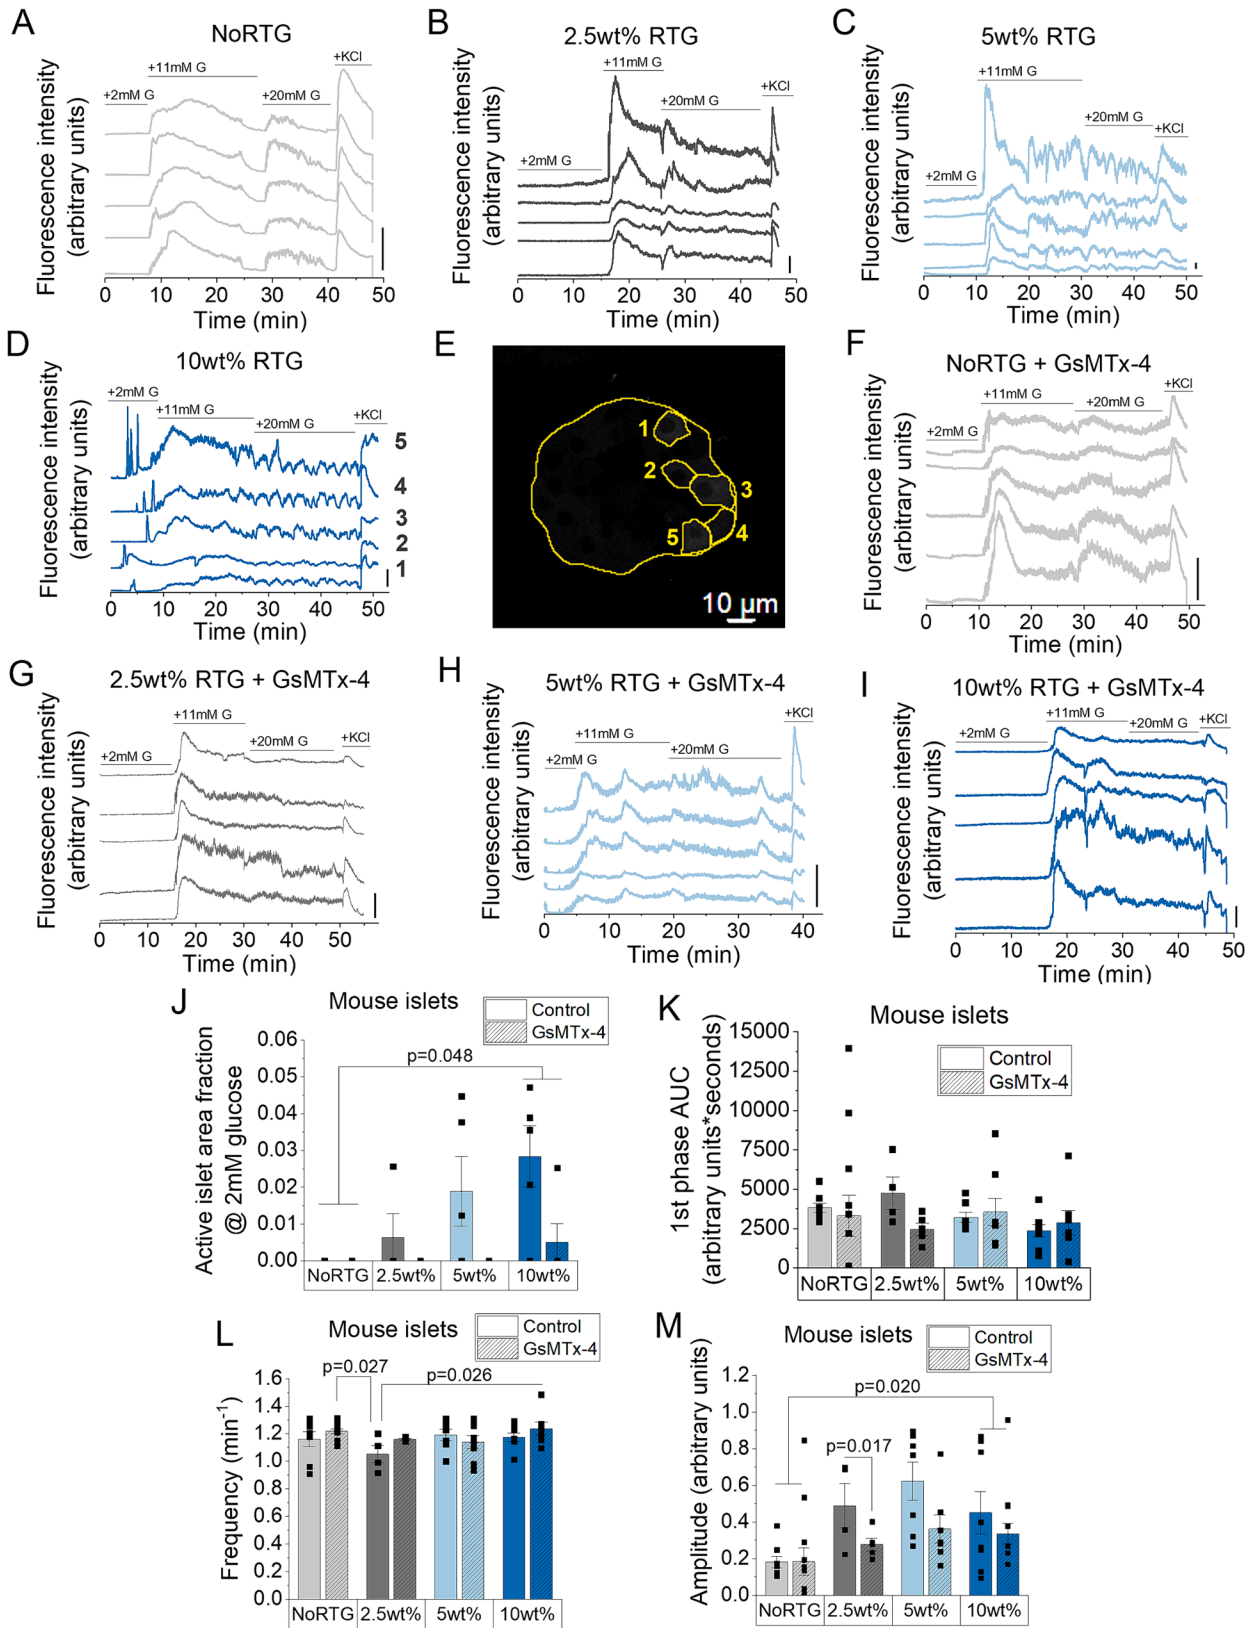 A
NoRTG
Fluorescence intensity
(arbitrary units)
+2mM G
+11mM G
+20mM G
+KCl
0 10 20 30 40 50
Time (min)
B
2.5wt% RTG
Fluorescence intensity
(arbitrary units)
+2mM G
+11mM G
+20mM G
+KCl
0 10 20 30 40 50
Time (min)
C
5wt% RTG
Fluorescence intensity
(arbitrary units)
+2mM G
+11mM G
+20mM G
+KCl
0 10 20 30 40 50
Time (min)
D
10wt% RTG
Fluorescence intensity
(arbitrary units)
+2mM G
+11mM G
+20mM G
+KCl
5
4
3
2
1
0 10 20 30 40 50
Time (min)
E
1
2
3
4
5
10 µm
F
NoRTG + GsMTx-4
Fluorescence intensity
(arbitrary units)
+2mM G
+11mM G
+20mM G
+KCl
0 10 20 30 40 50
Time (min)
G
2.5wt% RTG + GsMTx-4
Fluorescence intensity
(arbitrary units)
+2mM G
+11mM G
+20mM G
+KCl
0 10 20 30 40 50
Time (min)
H
5wt% RTG + GsMTx-4
Fluorescence intensity
(arbitrary units)
+2mM G
+11mM G
+20mM G
+KCl
0 10 20 30 40
Time (min)
I
10wt% RTG + GsMTx-4
Fluorescence intensity
(arbitrary units)
+2mM G
+11mM G
+20mM G
+KCl
0 10 20 30 40 50
Time (min)
J
Mouse islets
Control
GsMTx-4
Active islet area fraction
@ 2mM glucose
0.06
0.05
0.04
0.03
0.02
0.01
0.00
p=0.048
NoRTG 2.5wt% 5wt% 10wt%
K
Mouse islets
Control
GsMTx-4
1st phase AUC
(arbitrary units*seconds)
15000
12500
10000
7500
5000
2500
0
NoRTG 2.5wt% 5wt% 10wt%
L
Mouse islets
Control
GsMTx-4
Frequency (min-1)
1.6
1.4
1.2
1.0
0.8
0.6
0.4
0.2
0.0
p=0.027
p=0.026
NoRTG 2.5wt% 5wt% 10wt%
M
Mouse islets
Control
GsMTx-4
Amplitude (arbitrary units)
1.2
1.0
0.8
0.6
0.4
0.2
0.0
p=0.020
p=0.017
NoRTG 2.5wt% 5wt% 10wt%